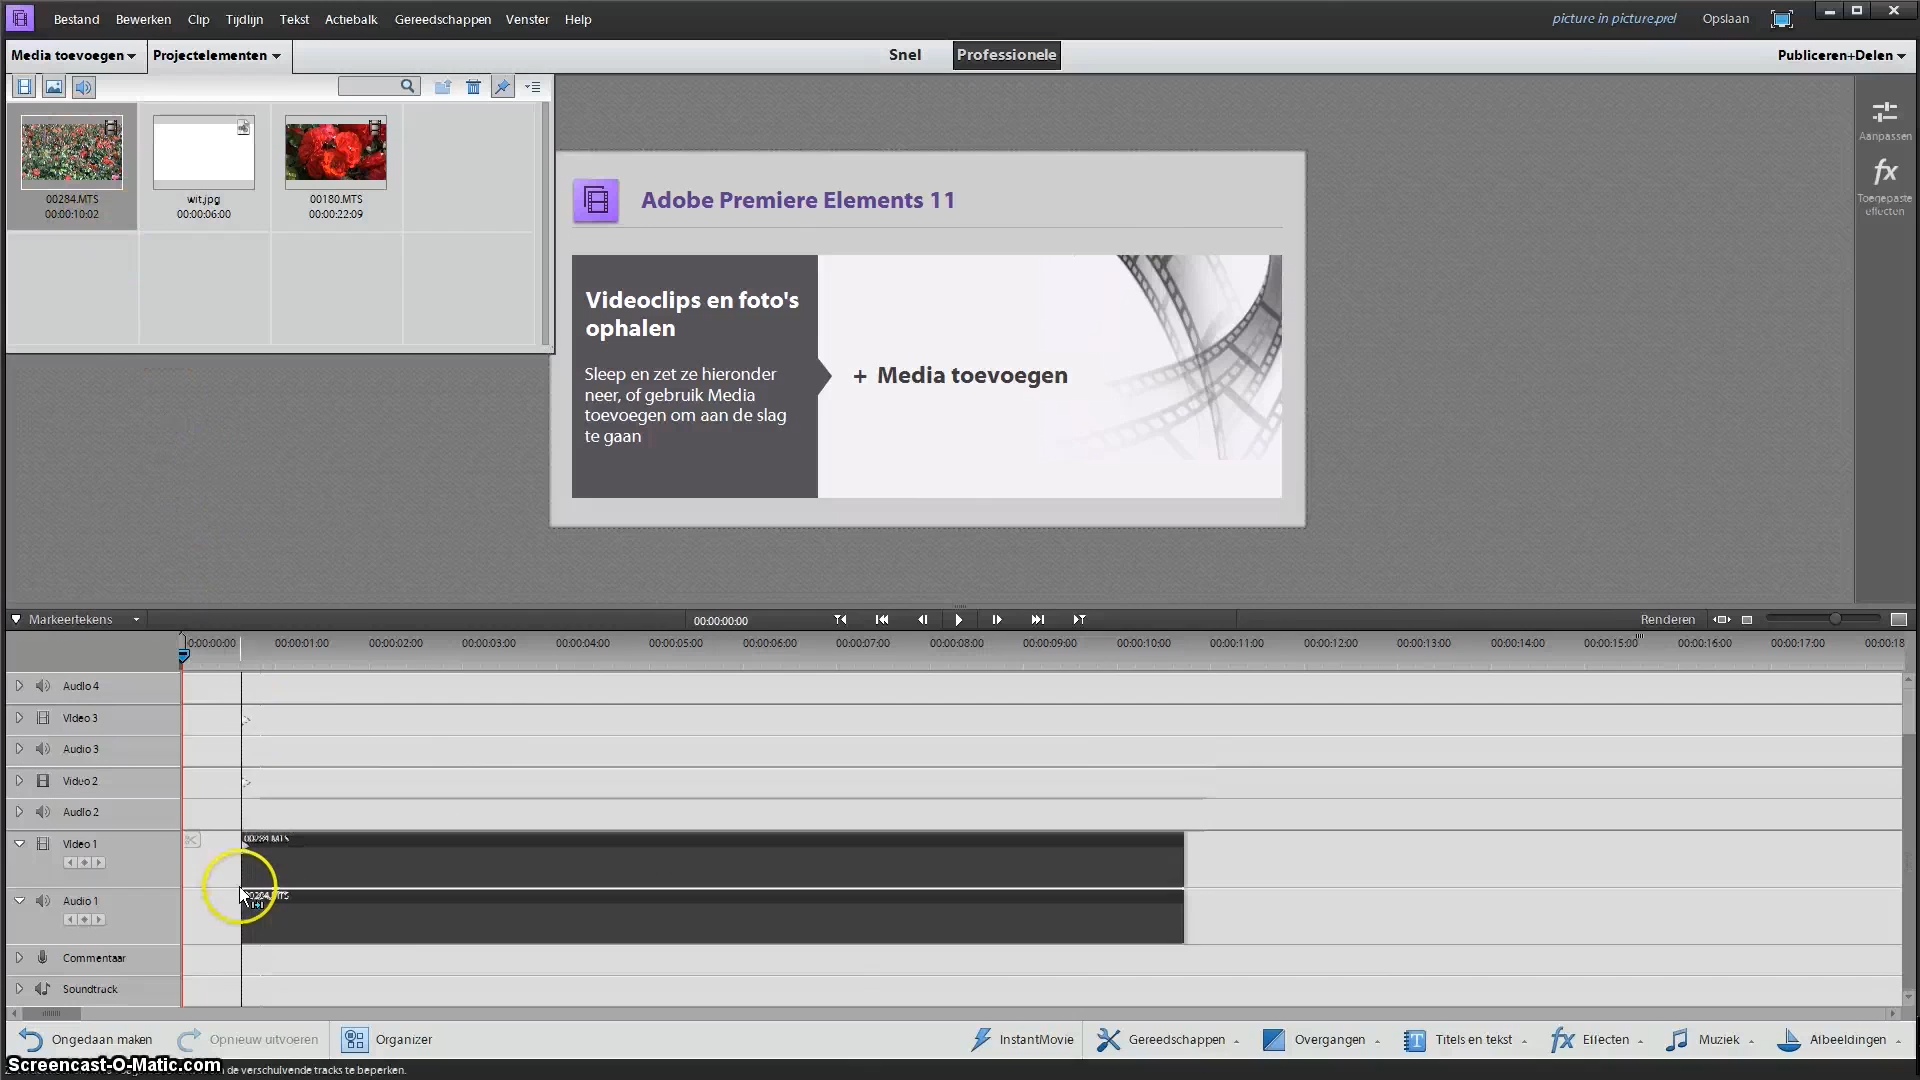 Bestand Bewerken Clip Tijdlijn Tekst Actiebalk Gereedschappen Venster Help picture in picture.prel Opslaan
Media toevoegen Projectelementen Snel Professionele Publiceren+Delen
Aanpassen
fx
Toegepaste
effecten
00284.MTS
00:00:10:02
wit.jpg
00:00:06:00
00180.MTS
00:00:22:09
Adobe Premiere Elements 11
Videoclips en foto's
ophalen
Sleep en zet ze hieronder
neer, of gebruik Media
toevoegen om aan de slag
te gaan
+ Media toevoegen
Markeertekens 00:00:00:00 Renderen
00:00:00:00 00:00:01:00 00:00:02:00 00:00:03:00 00:00:04:00 00:00:05:00 00:00:06:00 00:00:07:00 00:00:08:00 00:00:09:00 00:00:10:00 00:00:11:00 00:00:12:00 00:00:13:00 00:00:14:00 00:00:15:00 00:00:16:00 00:00:17:00 00:00:18
Audio 4
Video 3
Audio 3
Video 2
Audio 2
Video 1 00284.MTS
Audio 1 00284.MTS
Commentaar
Soundtrack
Ongedaan maken Opnieuw uitvoeren Organizer InstantMovie Gereedschappen Overgangen T Titels en tekst fx Effecten Muziek Afbeeldingen
Screencast-O-Matic.com de verschulvende tracks te beperken.